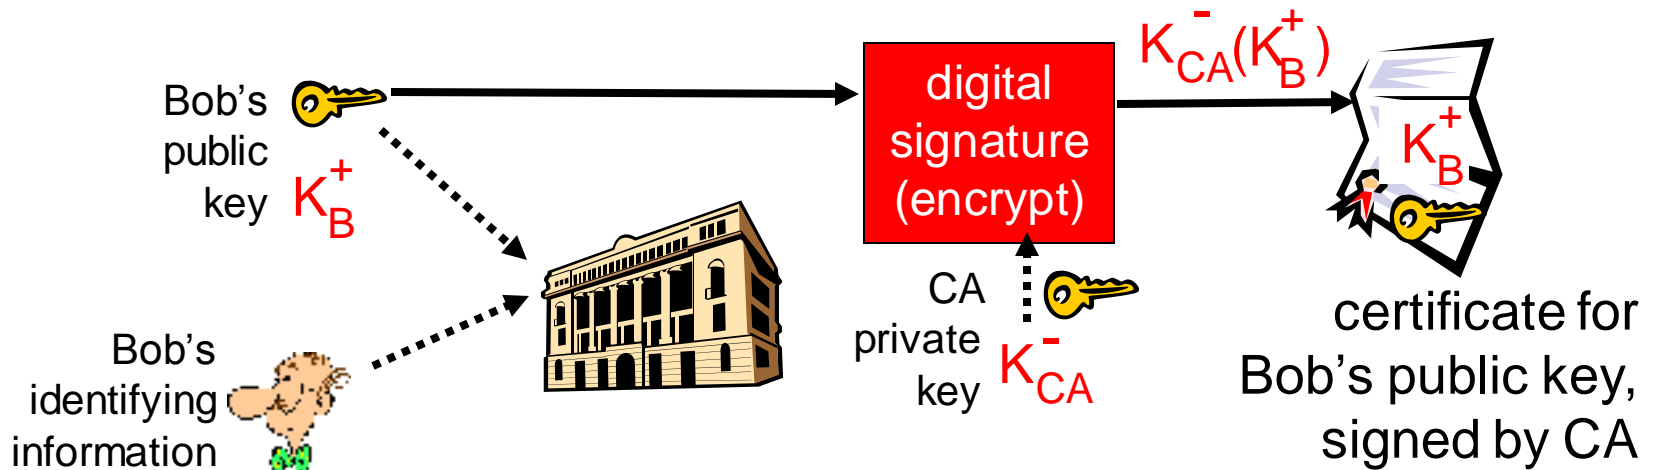 Bob's
public
key
K_B^+
Bob's
identifying
information
digital
signature
(encrypt)
CA
private
key
K_CA^-
K_CA^-(K_B^+)
K_B^+
certificate for
Bob's public key,
signed by CA